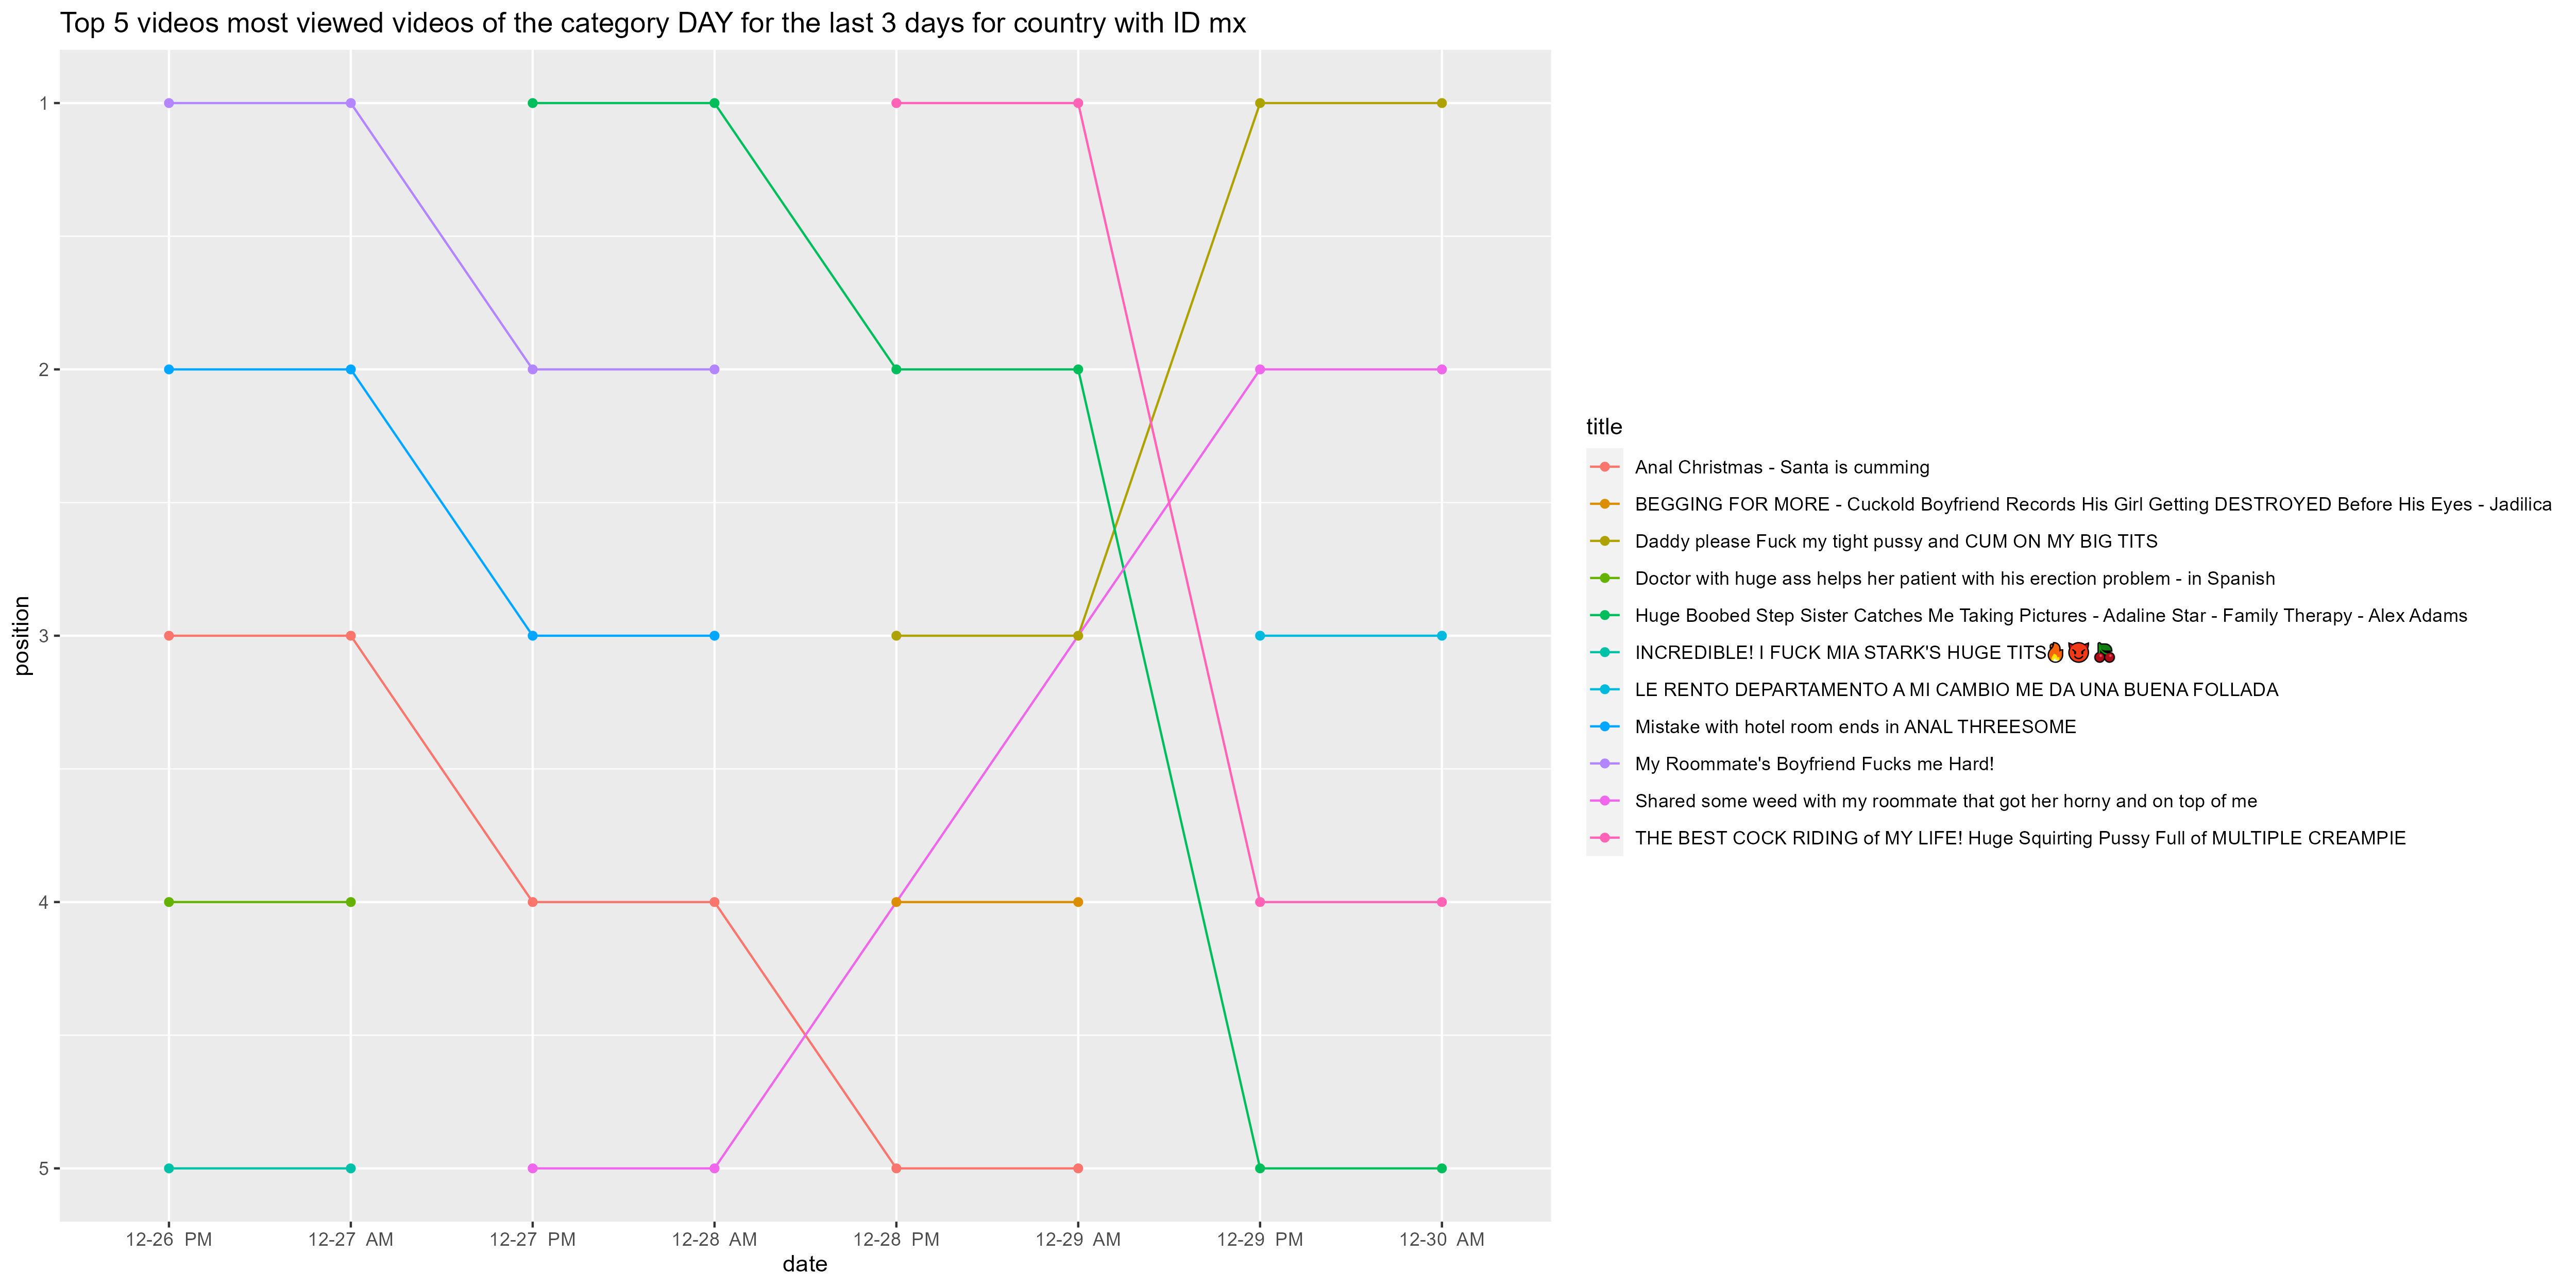 Top 5 videos most viewed videos of the category DAY for the last 3 days for country with ID mx
position
1
2
3
4
5
12-26 PM
12-27 AM
12-27 PM
12-28 AM
12-28 PM
12-29 AM
12-29 PM
12-30 AM
date
title
Anal Christmas - Santa is cumming
BEGGING FOR MORE - Cuckold Boyfriend Records His Girl Getting DESTROYED Before His Eyes - Jadilica
Daddy please Fuck my tight pussy and CUM ON MY BIG TITS
Doctor with huge ass helps her patient with his erection problem - in Spanish
Huge Boobed Step Sister Catches Me Taking Pictures - Adaline Star - Family Therapy - Alex Adams
INCREDIBLE! I FUCK MIA STARK'S HUGE TITS🔥😈🍒
LE RENTO DEPARTAMENTO A MI CAMBIO ME DA UNA BUENA FOLLADA
Mistake with hotel room ends in ANAL THREESOME
My Roommate's Boyfriend Fucks me Hard!
Shared some weed with my roommate that got her horny and on top of me
THE BEST COCK RIDING of MY LIFE! Huge Squirting Pussy Full of MULTIPLE CREAMPIE